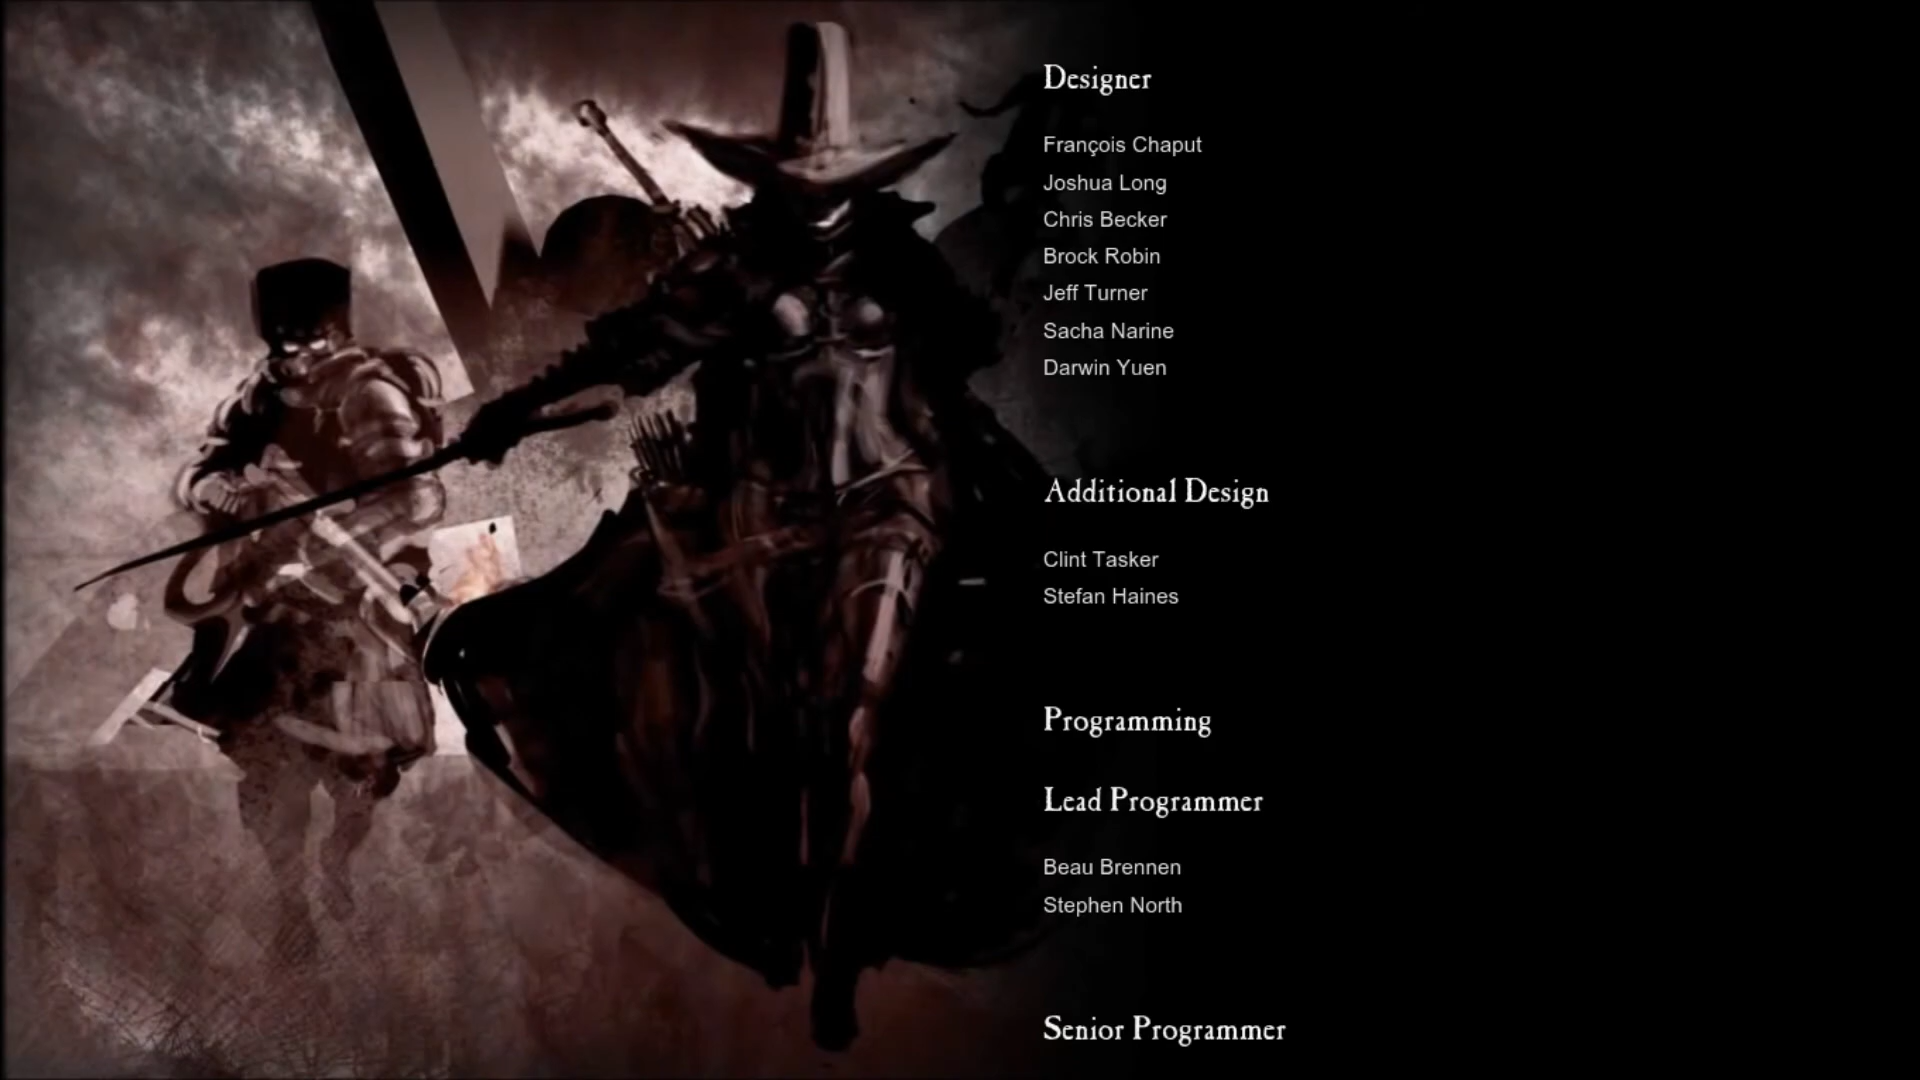 Designer
François Chaput
Joshua Long
Chris Becker
Brock Robin
Jeff Turner
Sacha Narine
Darwin Yuen
Additional Design
Clint Tasker
Stefan Haines
Programming
Lead Programmer
Beau Brennen
Stephen North
Senior Programmer